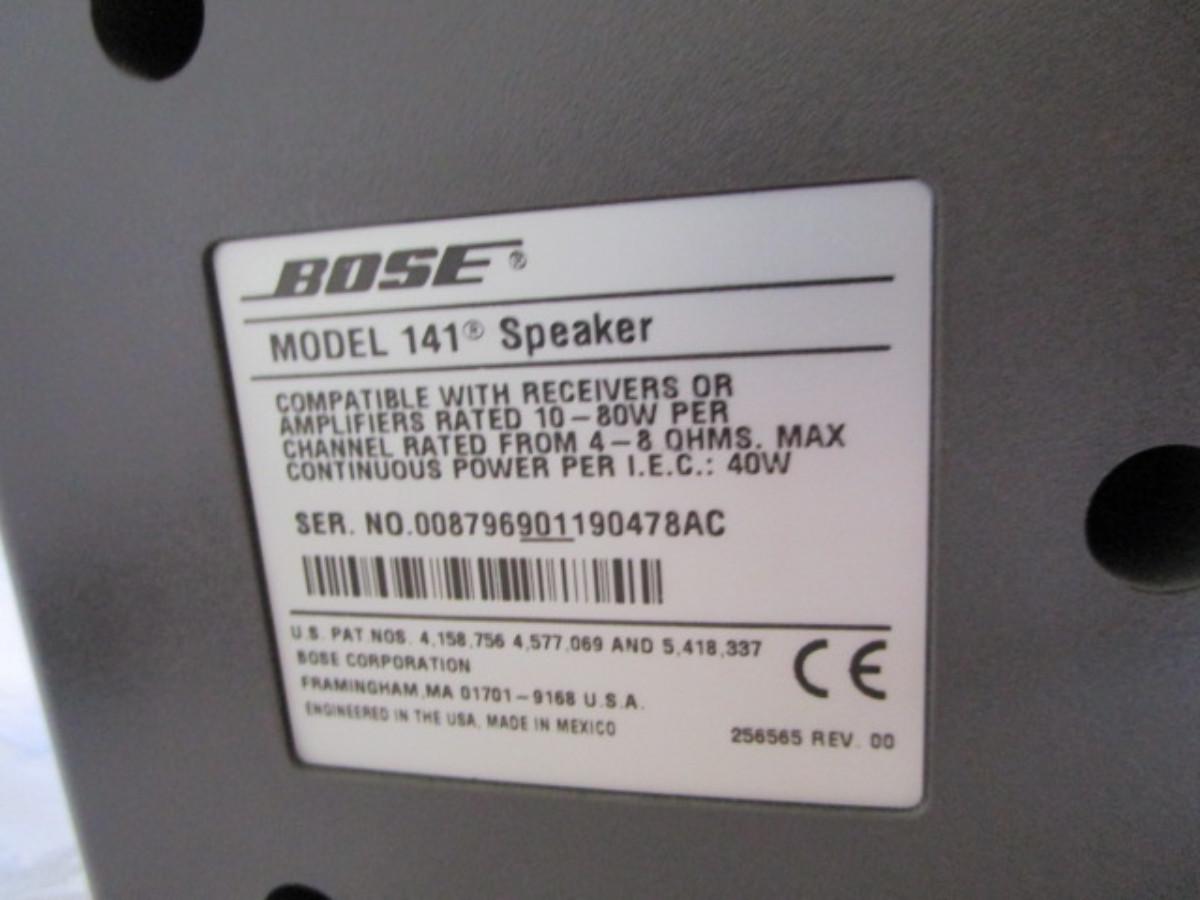 BOSE®
MODEL 141® Speaker
COMPATIBLE WITH RECEIVERS OR
AMPLIFIERS RATED 10-80W PER
CHANNEL RATED FROM 4-8 OHMS. MAX
CONTINUOUS POWER PER I.E.C.: 40W
SER. NO.008796901190478AC
U.S. PAT.NOS. 4,158,756 4,577,069 AND 5,418,337
BOSE CORPORATION
FRAMINGHAM,MA 01701-9168 U.S.A.
ENGINEERED IN THE USA, MADE IN MEXICO
CE
256565 REV. 00